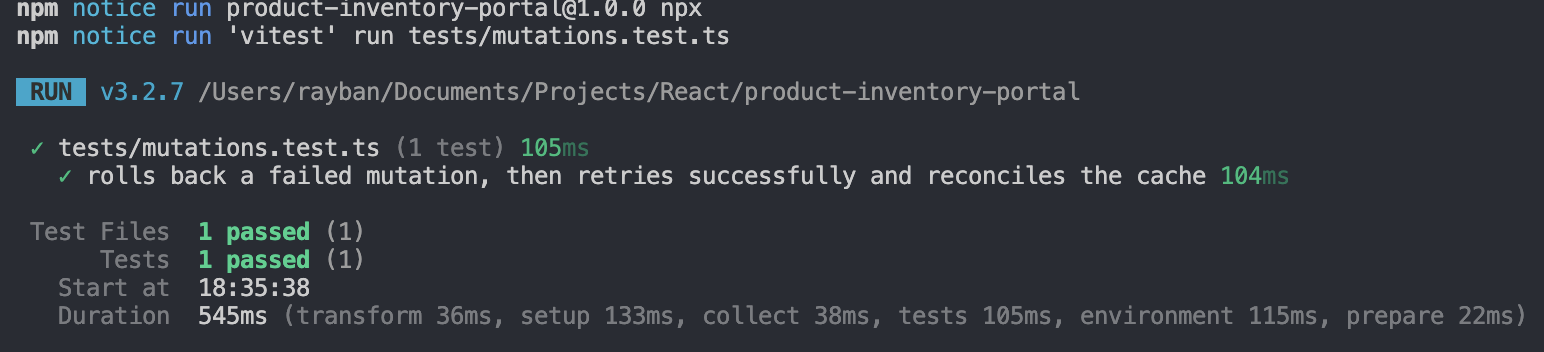 npm notice run product-inventory-portal@1.0.0 npx
npm notice run 'vitest' run tests/mutations.test.ts
RUN v3.2.7 /Users/rayban/Documents/Projects/React/product-inventory-portal
✓ tests/mutations.test.ts (1 test) 105ms
✓ rolls back a failed mutation, then retries successfully and reconciles the cache 104ms
Test Files 1 passed (1)
Tests 1 passed (1)
Start at 18:35:38
Duration 545ms (transform 36ms, setup 133ms, collect 38ms, tests 105ms, environment 115ms, prepare 22ms)